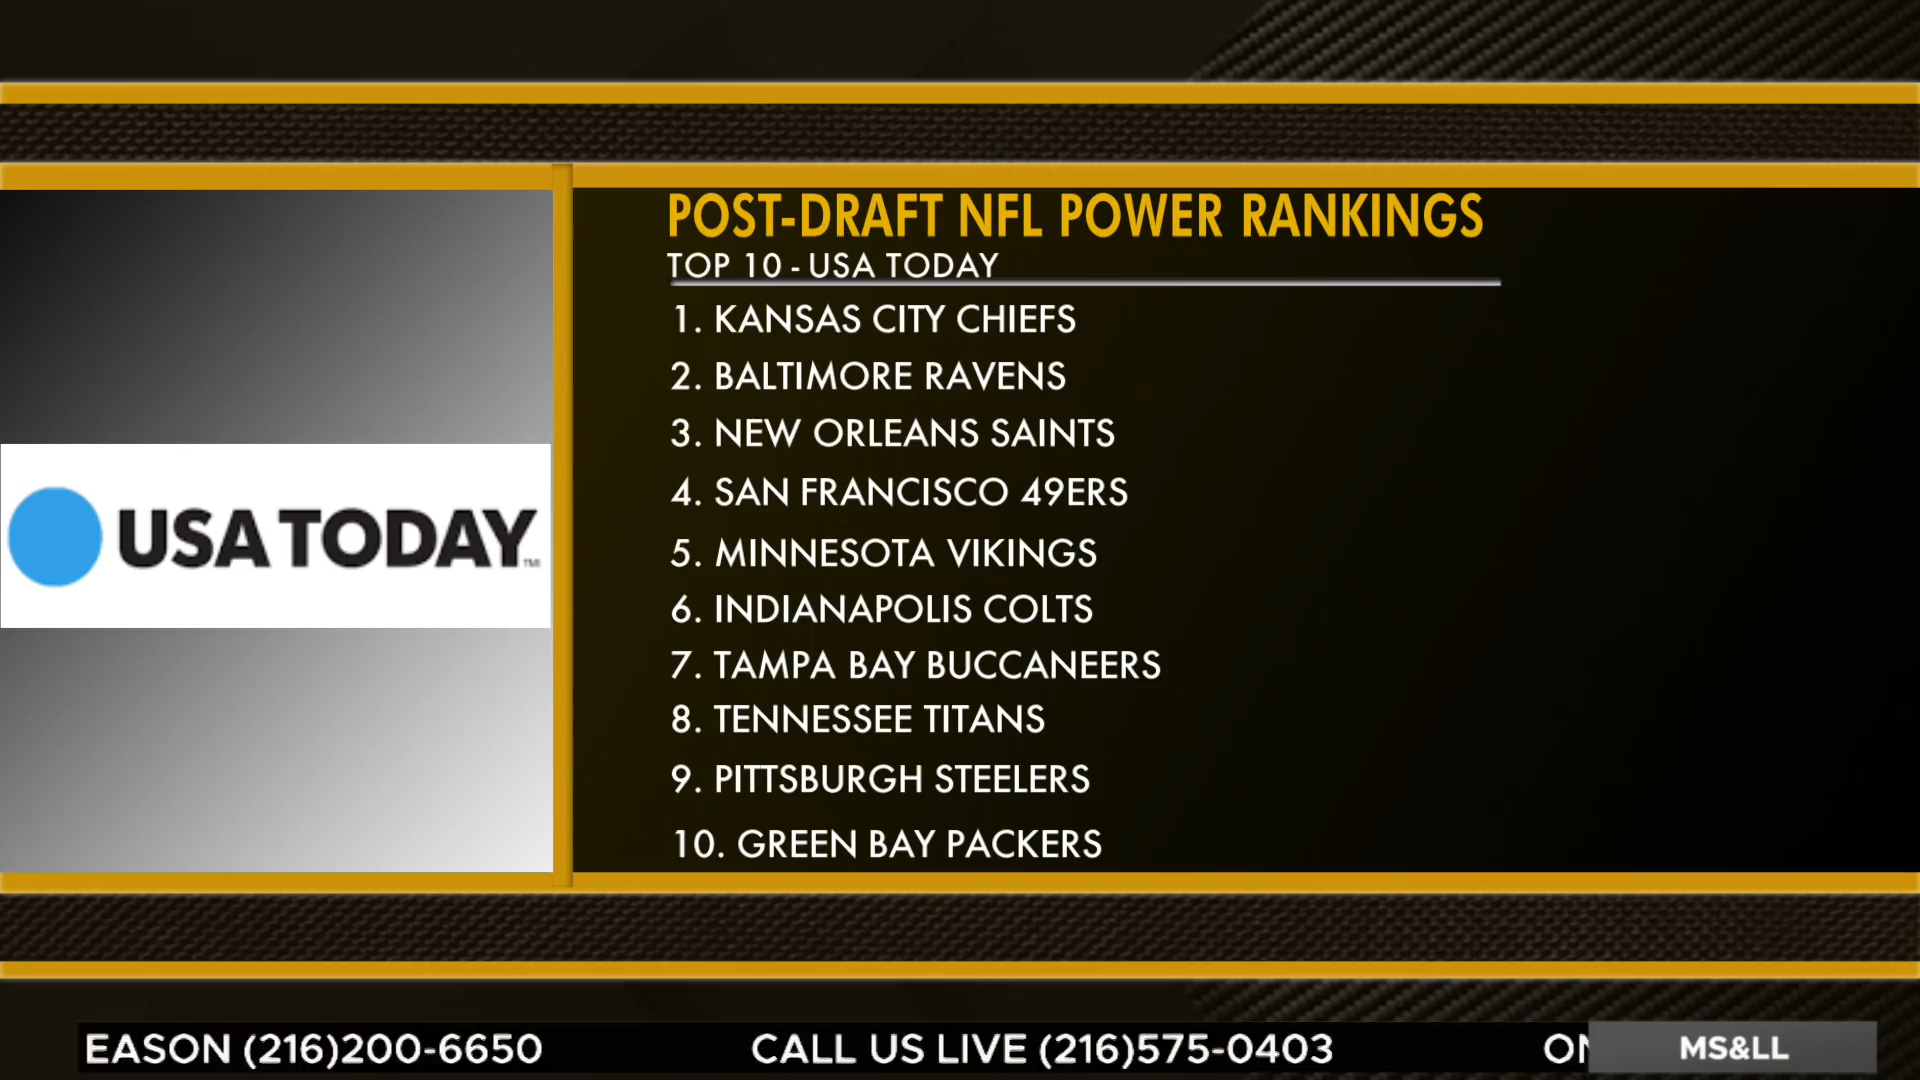 POST-DRAFT NFL POWER RANKINGS
TOP 10 - USA TODAY
1. KANSAS CITY CHIEFS
2. BALTIMORE RAVENS
3. NEW ORLEANS SAINTS
4. SAN FRANCISCO 49ERS
5. MINNESOTA VIKINGS
6. INDIANAPOLIS COLTS
7. TAMPA BAY BUCCANEERS
8. TENNESSEE TITANS
9. PITTSBURGH STEELERS
10. GREEN BAY PACKERS
USA TODAY™
EASON (216)200-6650 CALL US LIVE (216)575-0403 ON
MS&LL